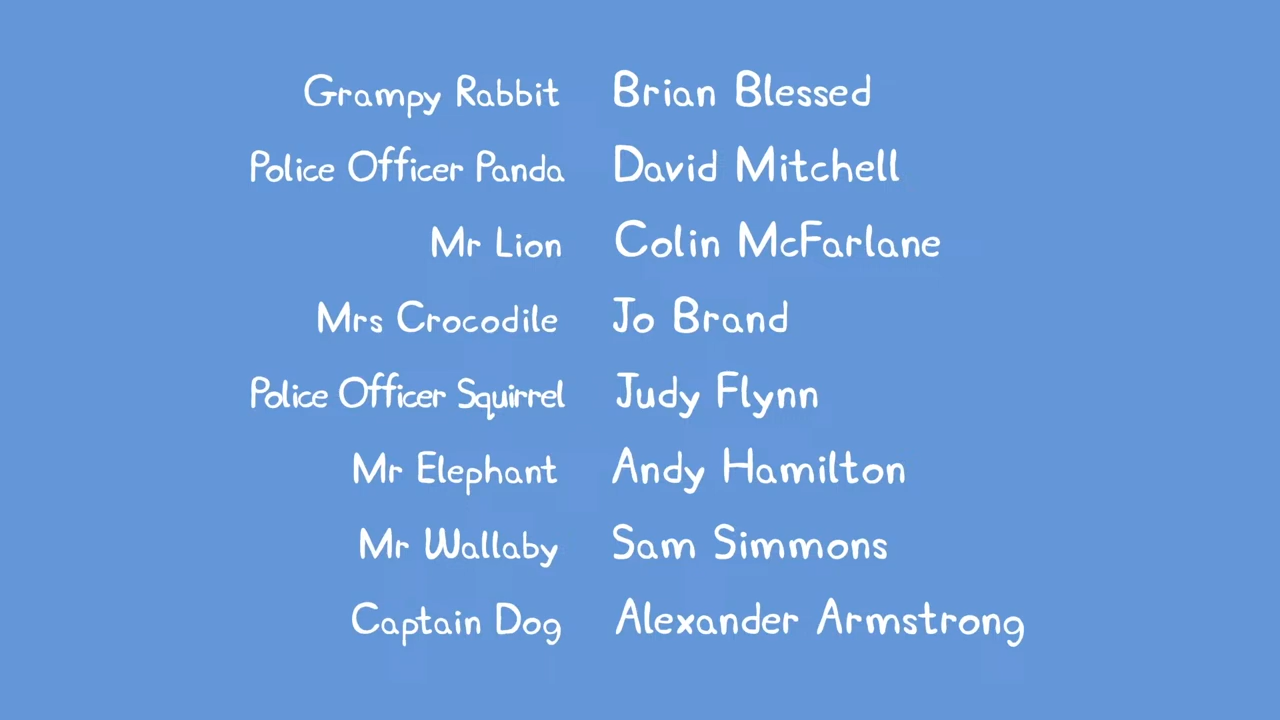 Grampy Rabbit Brian Blessed
Police Officer Panda David Mitchell
Mr Lion Colin McFarlane
Mrs Crocodile Jo Brand
Police Officer Squirrel Judy Flynn
Mr Elephant Andy Hamilton
Mr Wallaby Sam Simmons
Captain Dog Alexander Armstrong